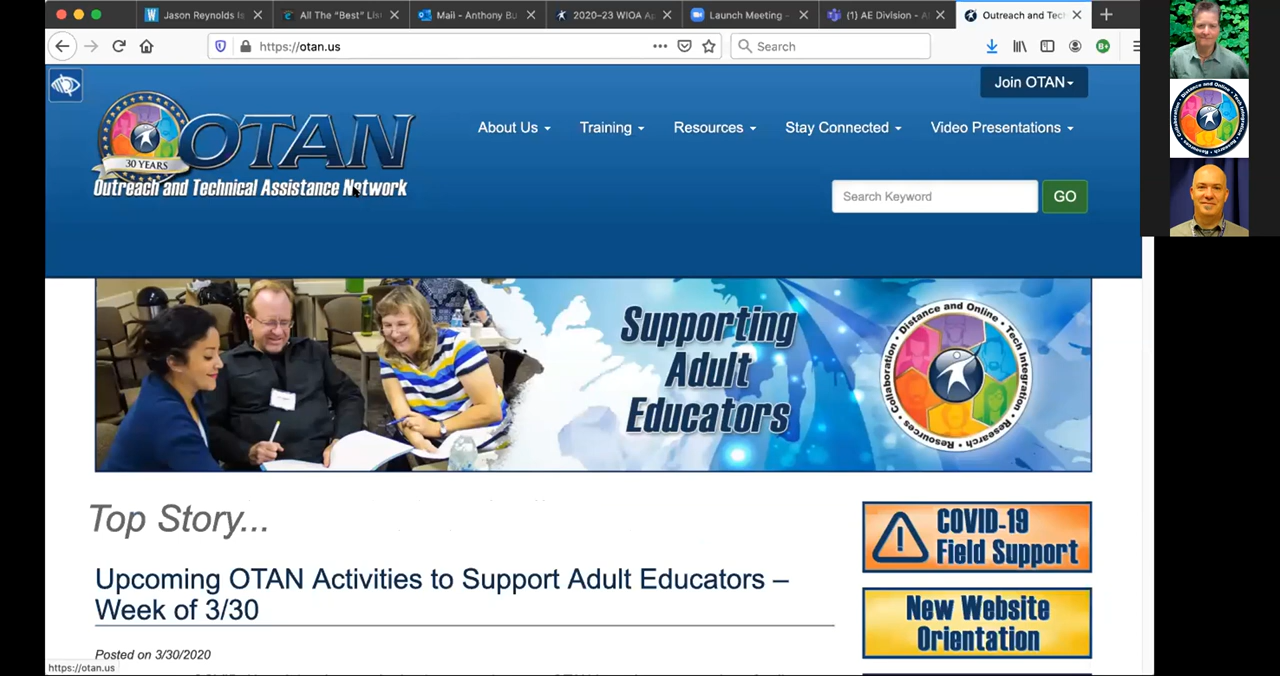 Jason Reynolds Is
All The “Best” Lis
Mail - Anthony Bu
2020–23 WIOA Ap
Launch Meeting -
(1) AE Division - A
Outreach and Tec
https://otan.us
Search
Join OTAN
30 YEARS
OTAN
Outreach and Technical Assistance Network
About Us
Training
Resources
Stay Connected
Video Presentations
Search Keyword
GO
Supporting
Adult
Educators
Distance and Online • Tech Integration • Research • Resources • Collaboration
COVID-19
Field Support
New Website
Orientation
Top Story...
Upcoming OTAN Activities to Support Adult Educators –
Week of 3/30
Posted on 3/30/2020
https://otan.us